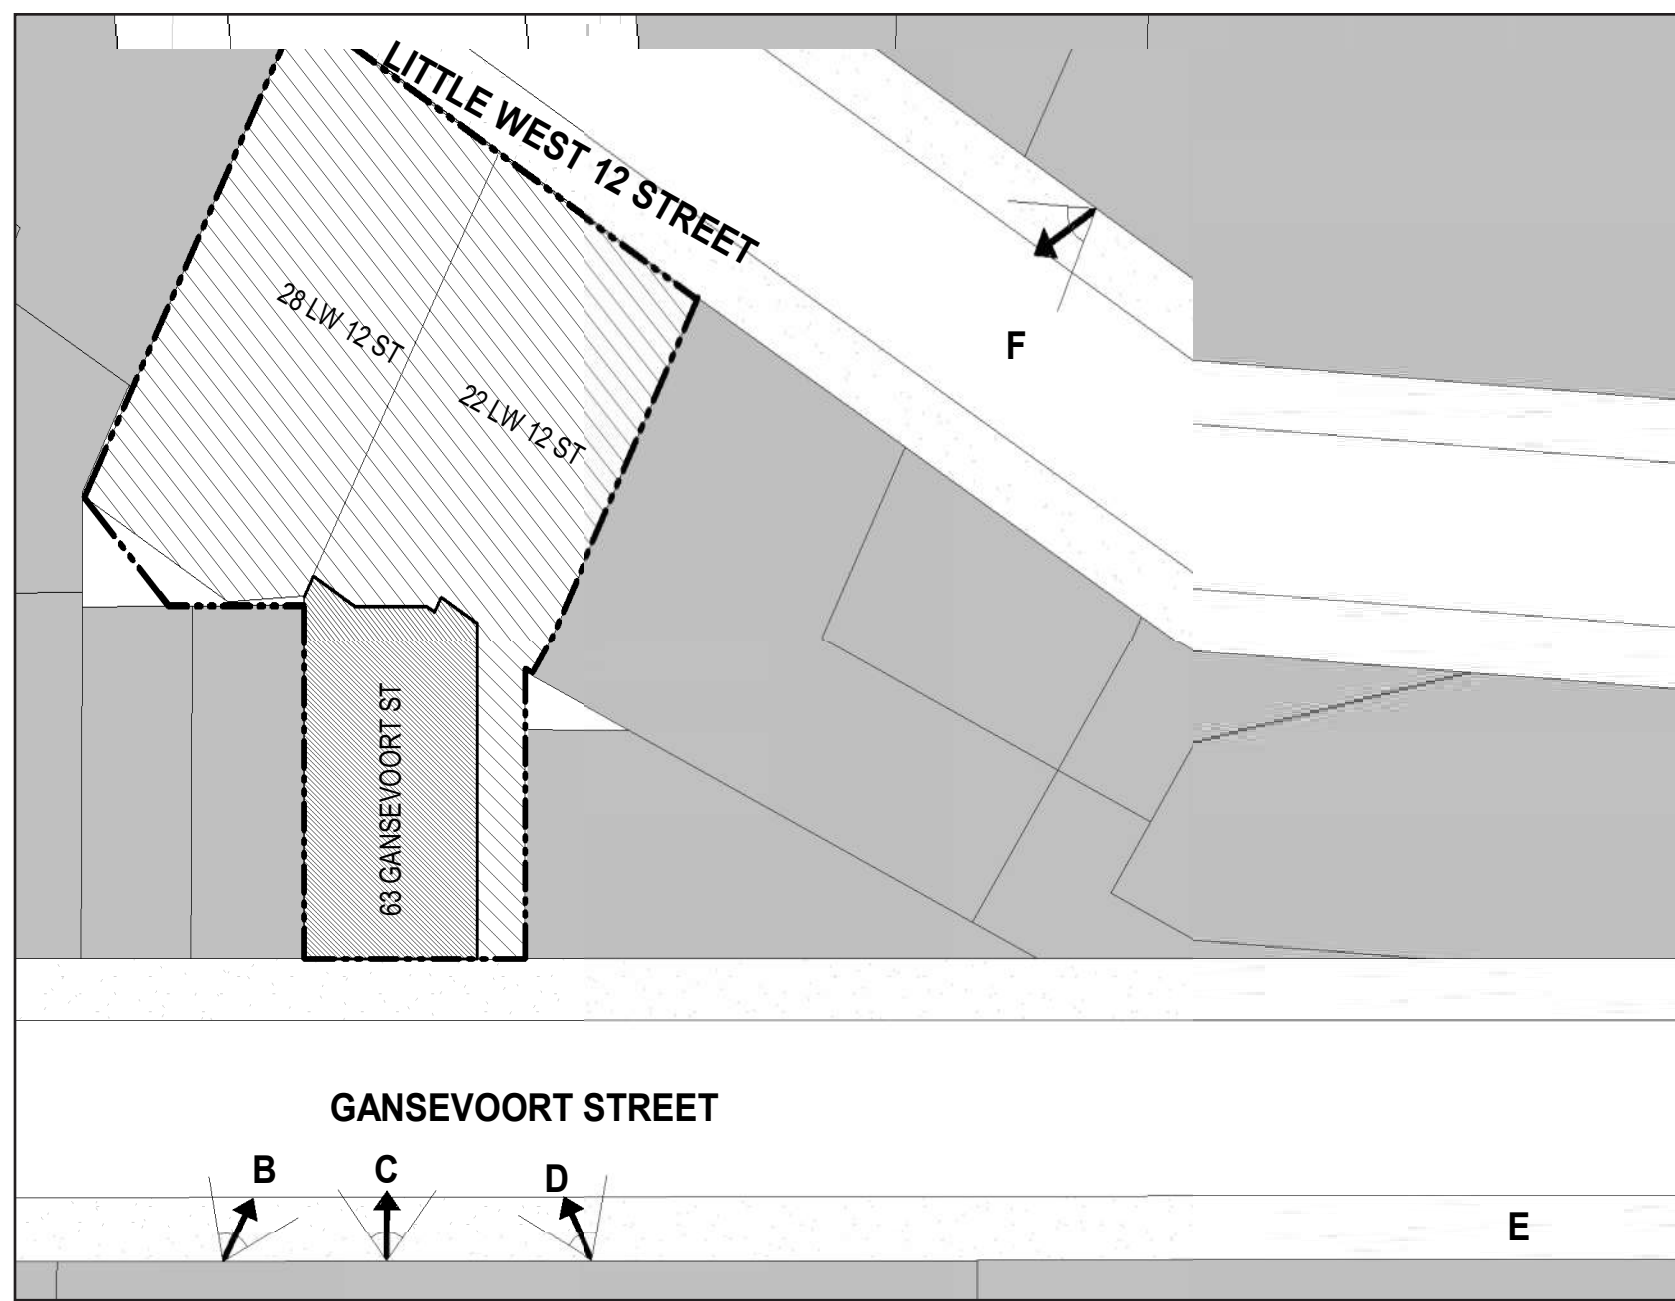 LITTLE WEST 12 STREET
28 LW 12 ST
22 LW 12 ST
F
63 GANSEVOORT ST
GANSEVOORT STREET
B
C
D
E